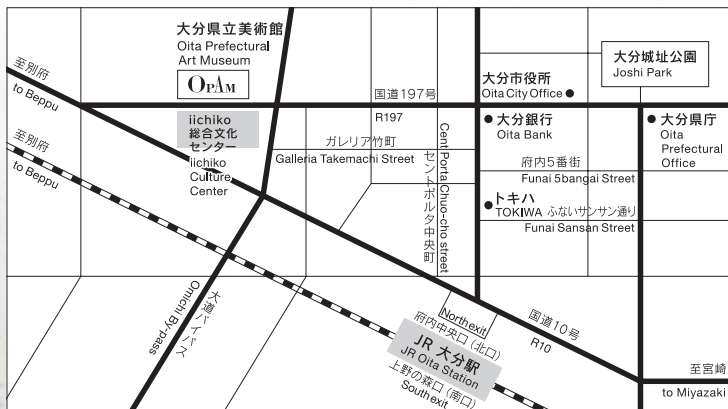 大分県立美術館
Oita Prefectural
Art Museum
OPAM
至別府
to Beppu
至別府
to Beppu
iichiko
総合文化
センター
iichiko
Culture
Center
国道197号
R197
ガレリア竹町
Galleria Takemachi Street
Cent Porta Chuo-cho street
セントポルタ中央町
大分市役所
Oita City Office
大分城址公園
Joshi Park
大分銀行
Oita Bank
大分県庁
Oita
Prefectural
Office
府内5番街
Funai 5bangai Street
トキハ
TOKIWA
ふないサンサン通り
Funai Sansan Street
大道バイパス
Omichi By-pass
Northexit
府内中央口(北口)
JR 大分駅
JR Oita Station
上野の森口(南口)
Southexit
国道10号
R10
至宮崎
to Miyazaki